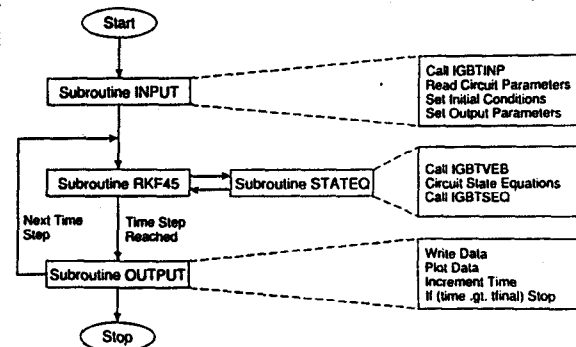 Start
Subroutine INPUT
Call IGBTINP
Read Circuit Parameters
Set Initial Conditions
Set Output Parameters
Subroutine RKF45
Subroutine STATEQ
Call IGBTVEB
Circuit State Equations
Call IGBTSEQ
Next Time
Step
Time Step
Reached
Subroutine OUTPUT
Write Data
Plot Data
Increment Time
If (time .gt. tfinal) Stop
Stop